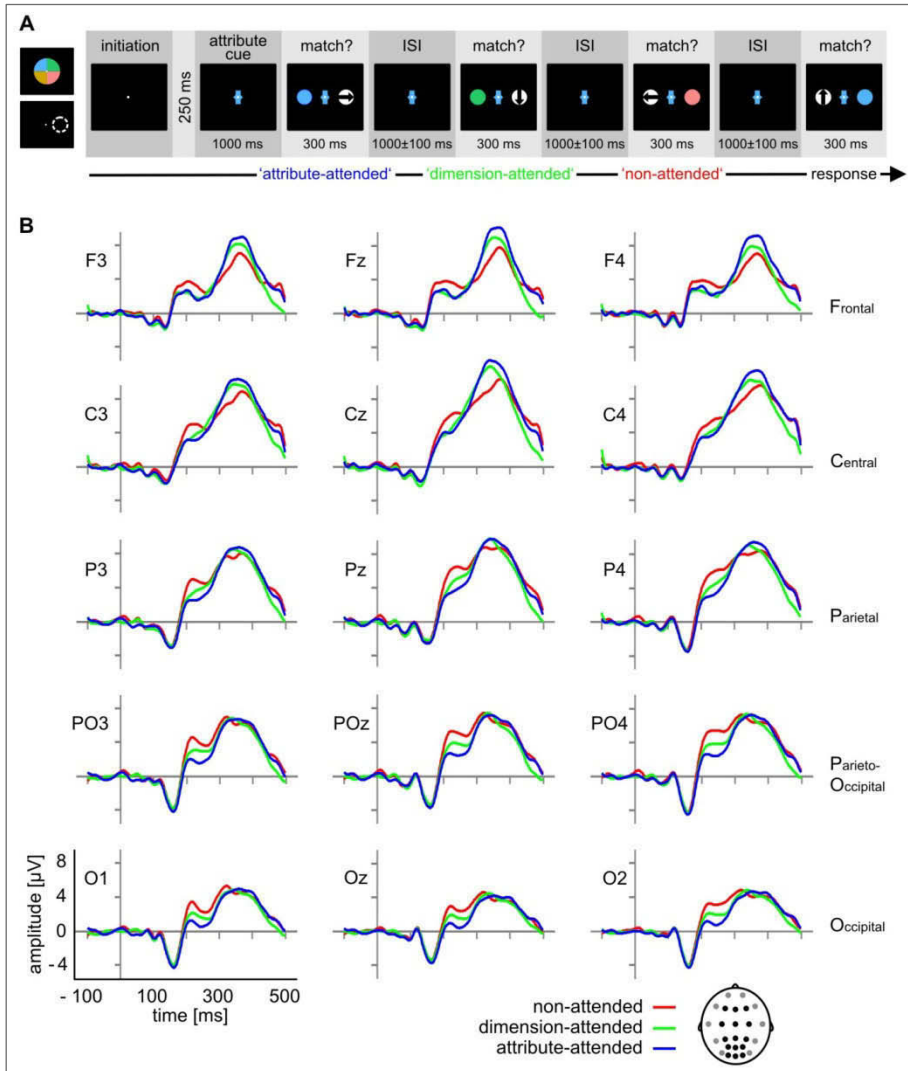 A
initiation
250 ms
attribute
cue
1000 ms
match?
300 ms
ISI
1000±100 ms
match?
300 ms
ISI
1000±100 ms
match?
300 ms
ISI
1000±100 ms
match?
300 ms
'attribute-attended' 'dimension-attended' 'non-attended' response
B
F3 Fz F4 Frontal
C3 Cz C4 Central
P3 Pz P4 Parietal
PO3 POz PO4 Parieto-
Occipital
O1 Oz O2 Occipital
amplitude [µV]
8
4
0
- 4
- 100 100 300 500
time [ms]
non-attended
dimension-attended
attribute-attended